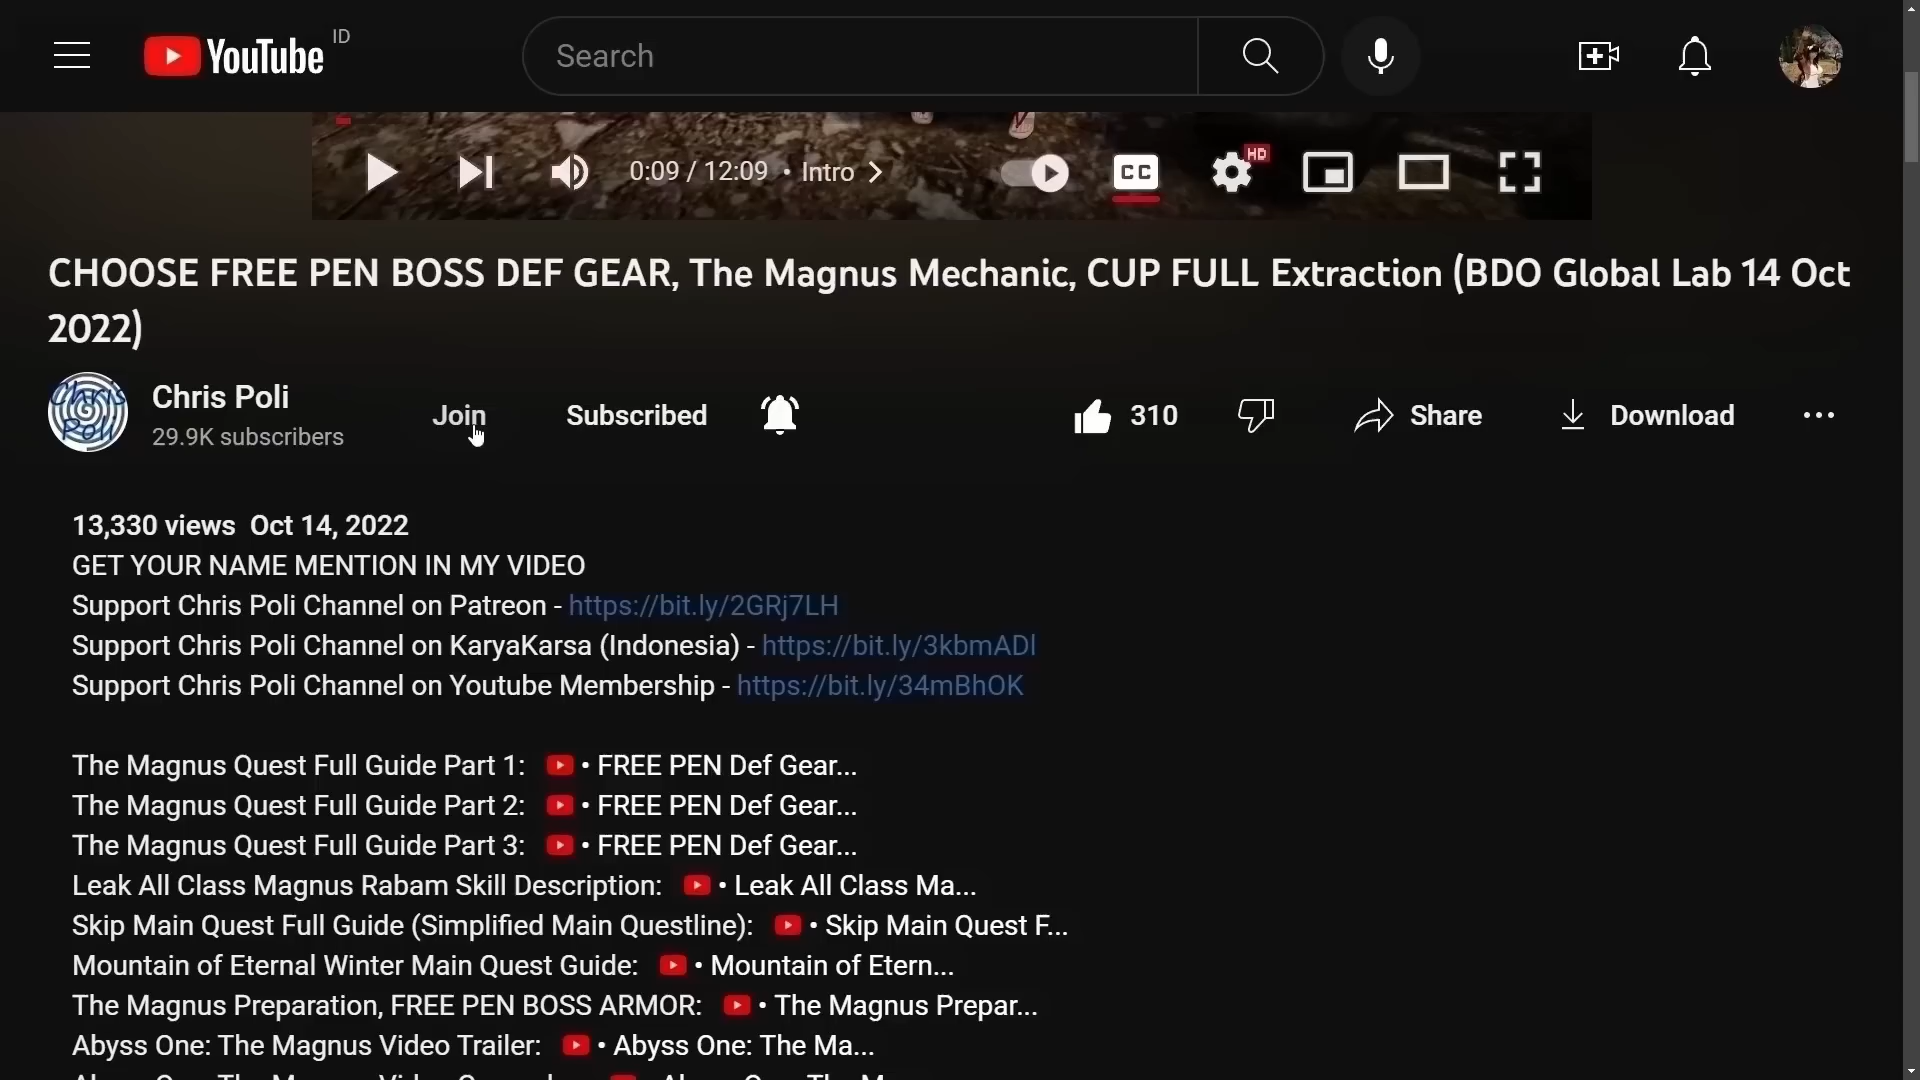 YouTube ID
Search
0:09 / 12:09 • Intro
CC
HD
CHOOSE FREE PEN BOSS DEF GEAR, The Magnus Mechanic, CUP FULL Extraction (BDO Global Lab 14 Oct
2022)
Chris Poli
Chris Poli
29.9K subscribers
Join
Subscribed
310
Share
Download
13,330 views Oct 14, 2022
GET YOUR NAME MENTION IN MY VIDEO
Support Chris Poli Channel on Patreon - https://bit.ly/2GRj7LH
Support Chris Poli Channel on KaryaKarsa (Indonesia) - https://bit.ly/3kbmADl
Support Chris Poli Channel on Youtube Membership - https://bit.ly/34mBhOK
The Magnus Quest Full Guide Part 1: • FREE PEN Def Gear...
The Magnus Quest Full Guide Part 2: • FREE PEN Def Gear...
The Magnus Quest Full Guide Part 3: • FREE PEN Def Gear...
Leak All Class Magnus Rabam Skill Description: • Leak All Class Ma...
Skip Main Quest Full Guide (Simplified Main Questline): • Skip Main Quest F...
Mountain of Eternal Winter Main Quest Guide: • Mountain of Etern...
The Magnus Preparation, FREE PEN BOSS ARMOR: • The Magnus Prepar...
Abyss One: The Magnus Video Trailer: • Abyss One: The Ma...